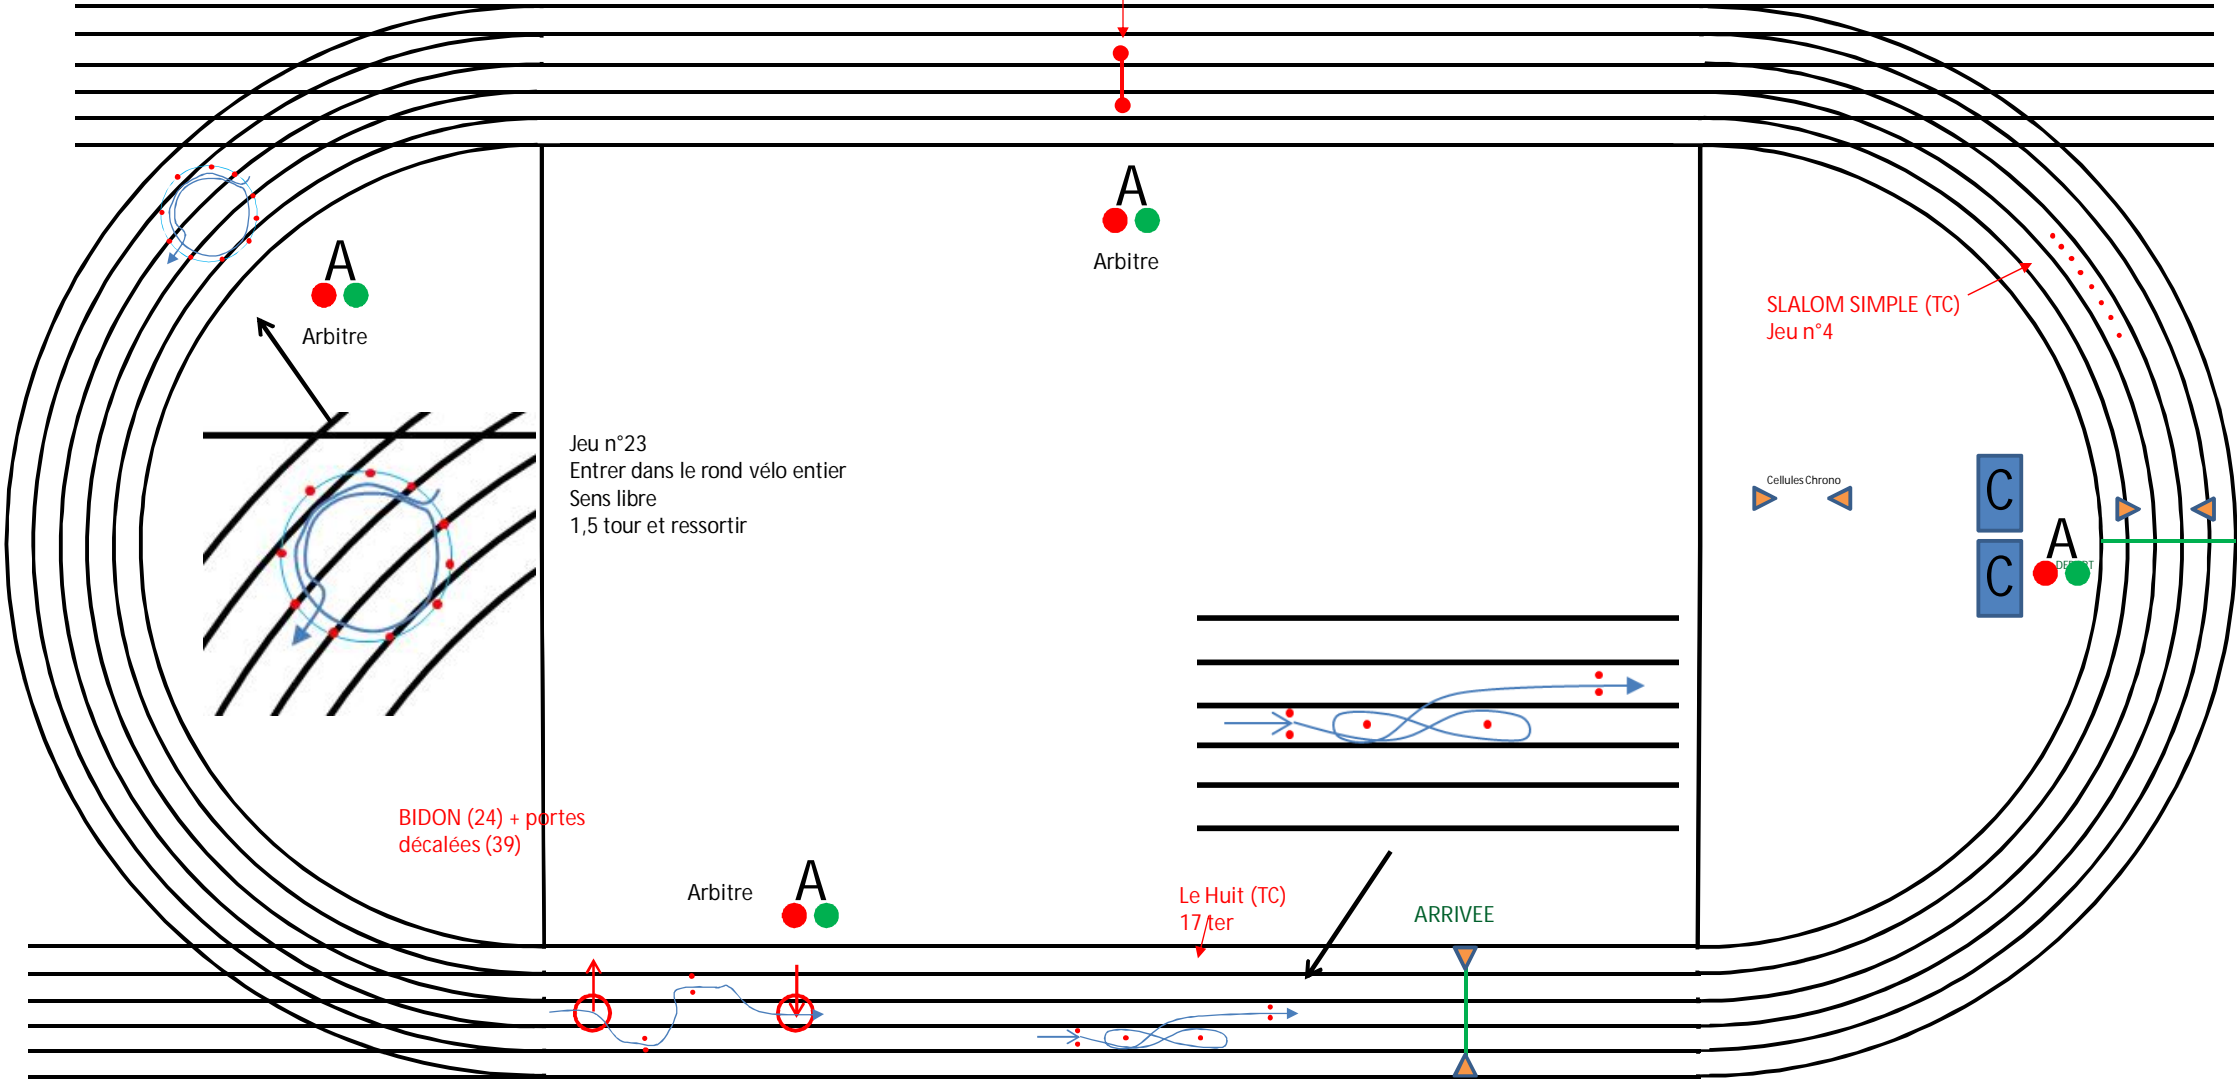 A
Arbitre
A
Arbitre
SLALOM SIMPLE (TC)
Jeu n°4
Jeu n°23
Entrer dans le rond vélo entier
Sens libre
1,5 tour et ressortir
Cellules Chrono
C
C
A
BIDON (24) + portes
décalées (39)
Arbitre
A
Le Huit (TC)
17 ter
ARRIVEE